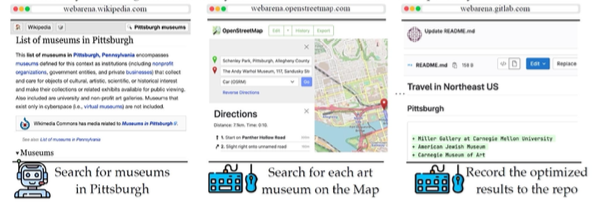 webarena.wikipedia.com
Pittsburgh museums
List of museums in Pittsburgh
This list of museums in Pittsburgh, Pennsylvania encompasses
museums defined for this context as institutions (including nonprofit
organizations, government entities, and private businesses) that collect
and care for objects of cultural, artistic, scientific, or historical interest
and make their collections or related exhibits available for public viewing.
Also included are university and non-profit art galleries. Museums that
exist only in cyberspace (i.e., virtual museums) are not included.
Wikimedia Commons has media related to Museums in Pittsburgh
See also List of museums in Pennsylvania
Museums
Search for museums
in Pittsburgh
webarena.openstreetmap.com
OpenStreetMap
Edit
History
Export
Schenley Park, Pittsburgh, Allegheny County
The Andy Warhol Museum, 117, Sandusky St
Car (OSRM)
Go
Reverse Directions
Directions
1. Start on Panther Hollow Road
2. Slight right onto unnamed road
Search for each art
museum on the Map
webarena.gitlab.com
Update README.md
README.md
158 B
Edit
Replace
Travel in Northeast US
Pittsburgh
+ Miller Gallery at Carnegie Mellon University
+ American Jewish Museum
+ Carnegie Museum of Art
...
Record the optimized
results to the repo